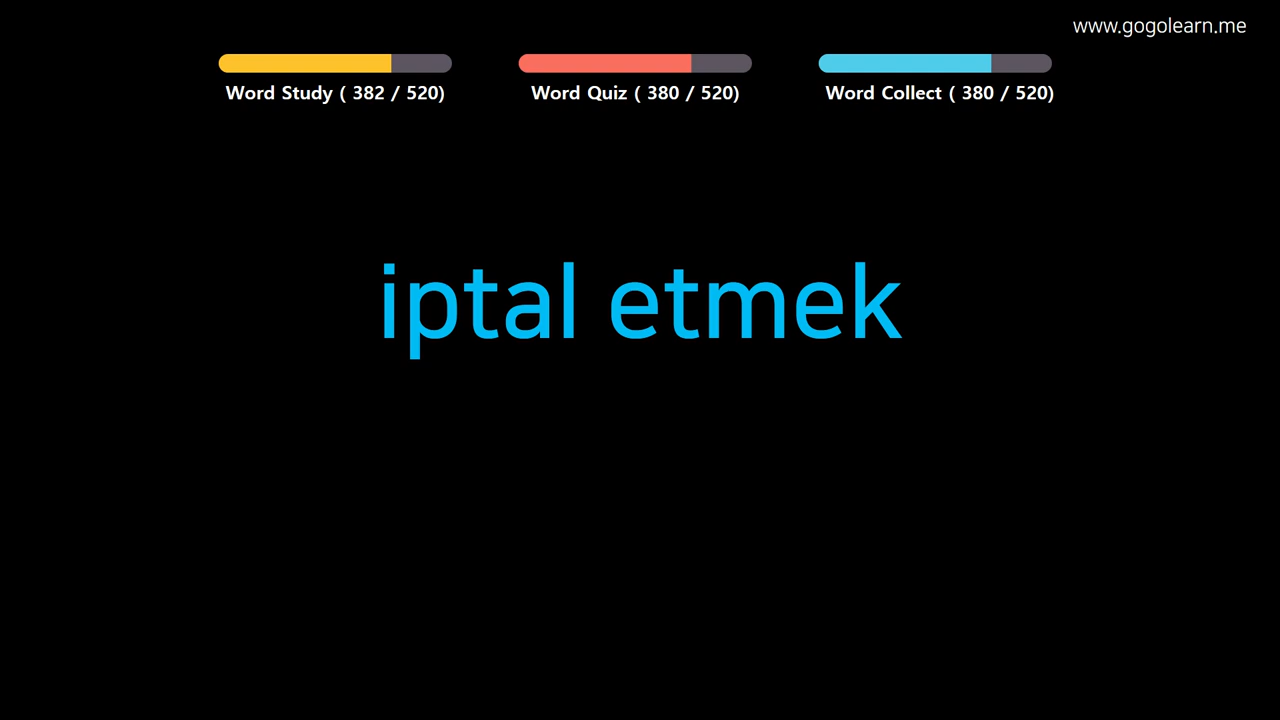 www.gogolearn.me
Word Study ( 382 / 520)
Word Quiz ( 380 / 520)
Word Collect ( 380 / 520)
iptal etmek